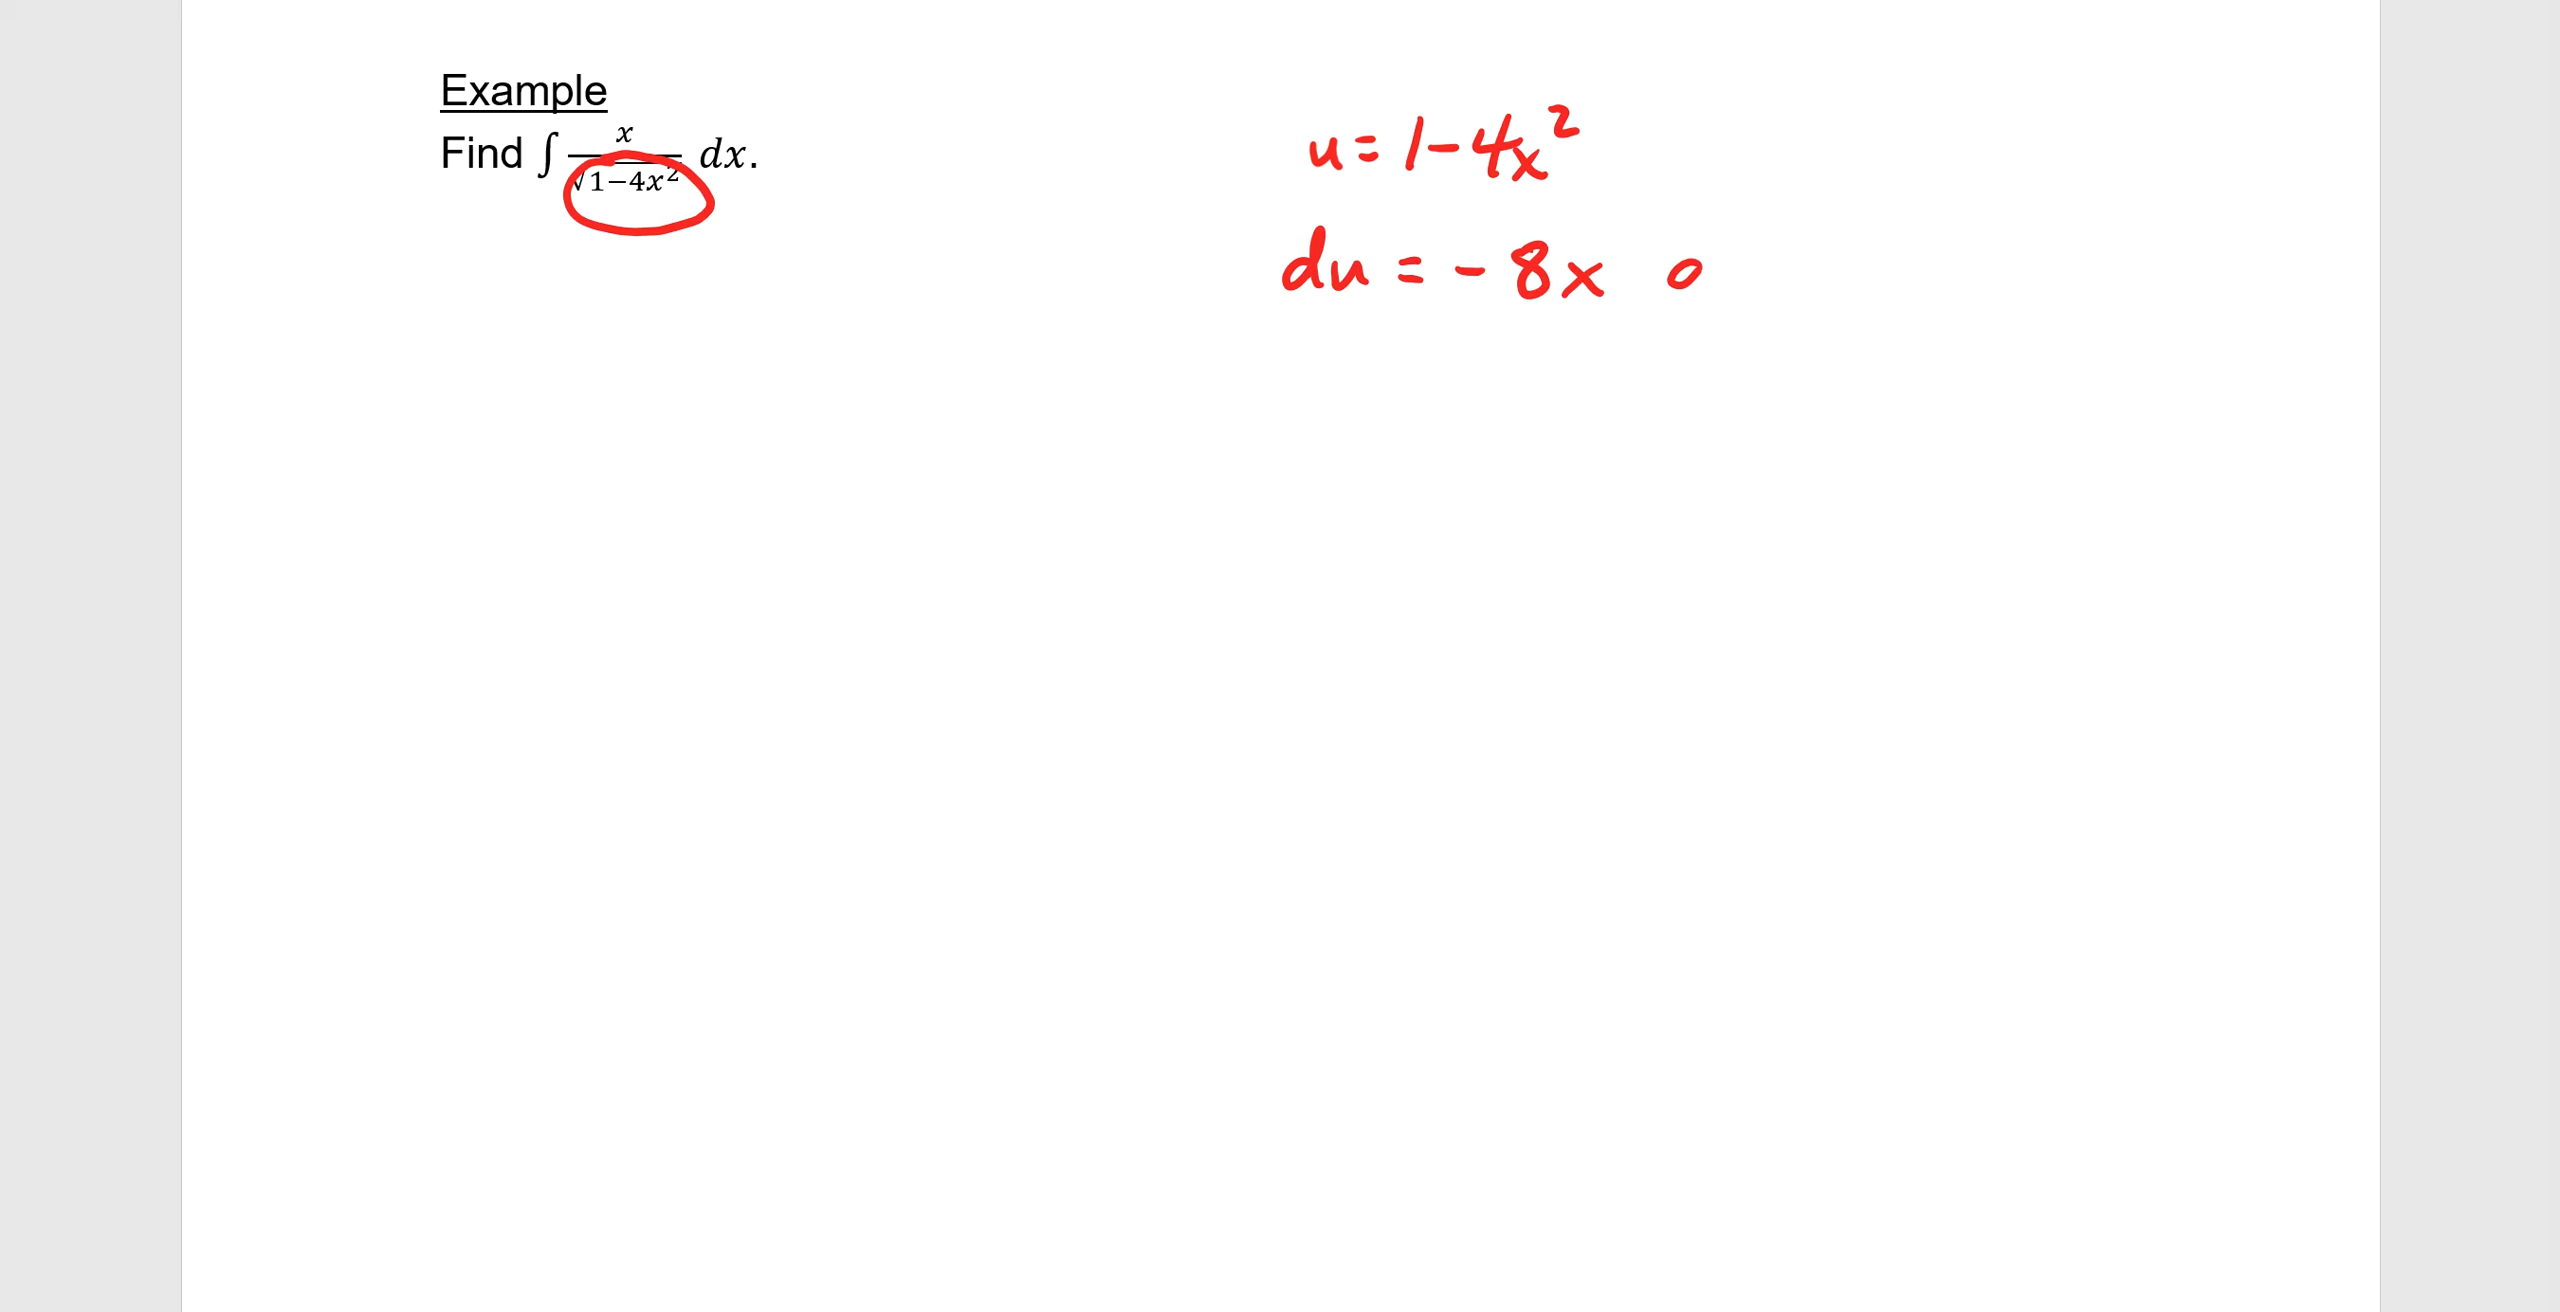 Example
Find ∫ x/√(1−4x²) dx.
u = 1-4x²
du = -8x